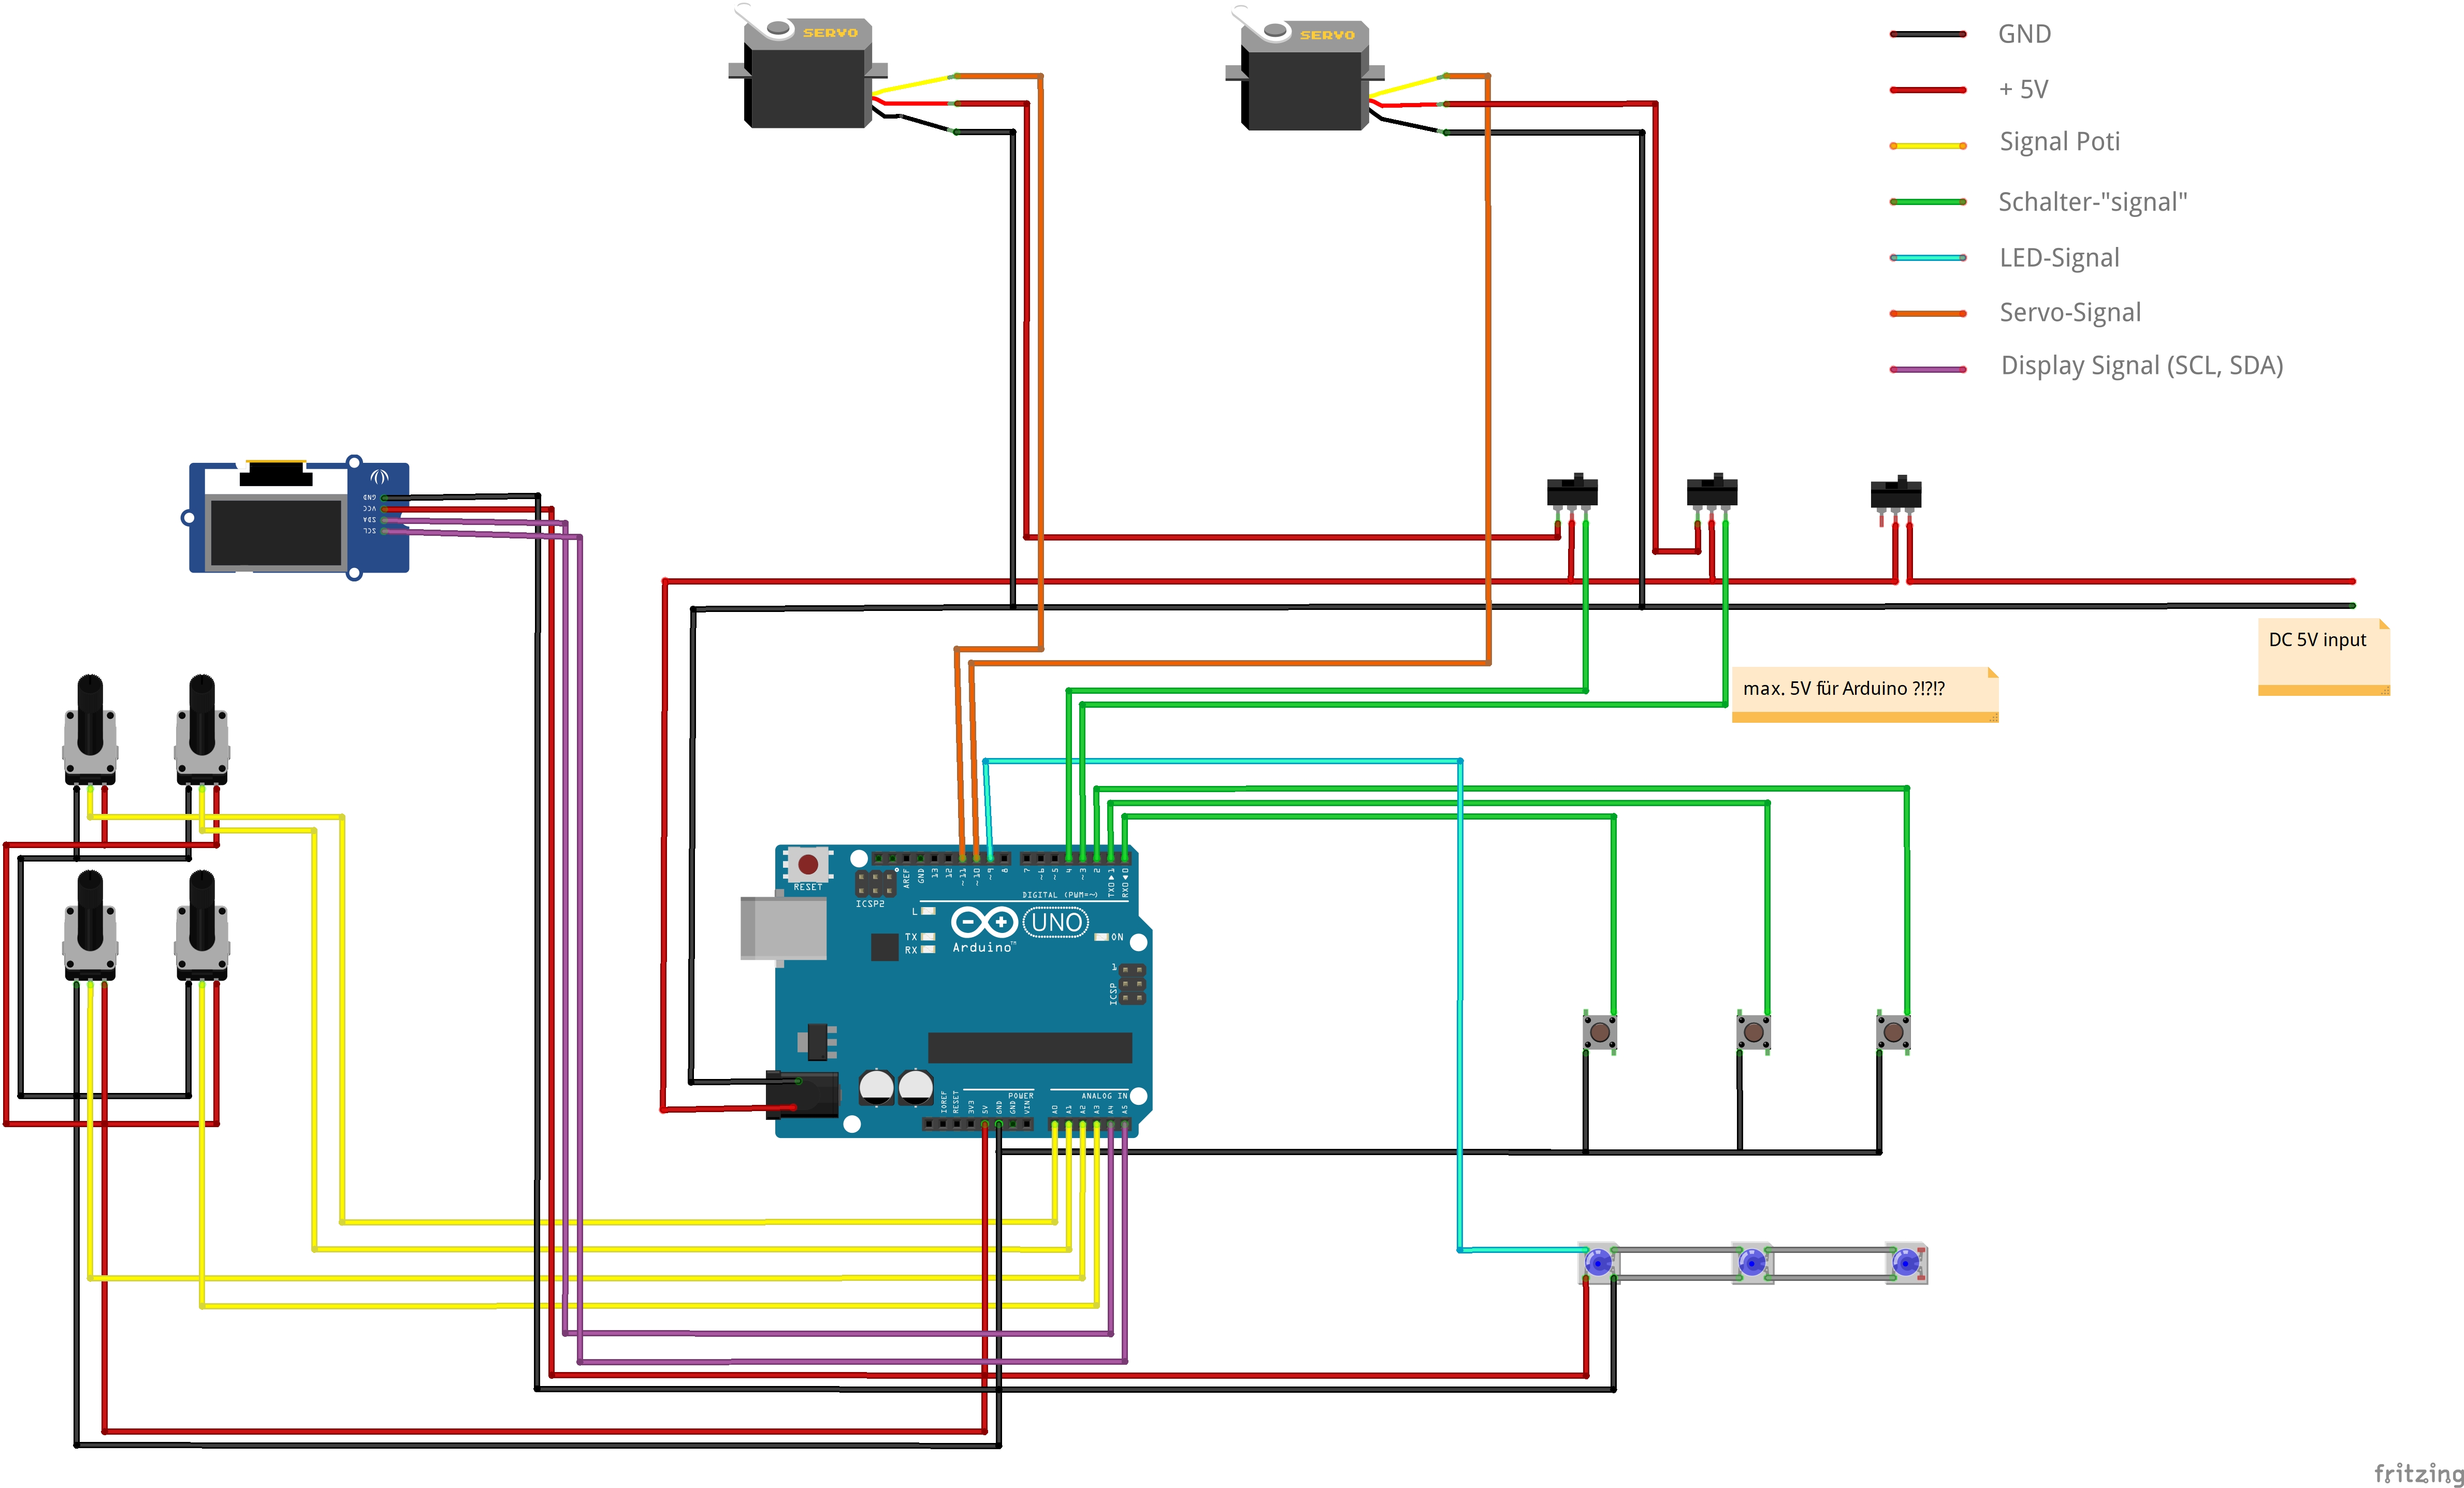 SERVO
SERVO
GND
+ 5V
Signal Poti
Schalter-"signal"
LED-Signal
Servo-Signal
Display Signal (SCL, SDA)
GND
VCC
SDA
SCL
DC 5V input
max. 5V für Arduino ?!?!?
RESET
ICSP2
AREF
GND
13
12
~11
~10
~9
8
7
~6
~5
4
~3
2
TX0▶1
RX0◀0
DIGITAL (PWM=~)
L
TX
RX
Arduino™
UNO
ON
1
ICSP
POWER
ANALOG IN
IOREF
RESET
3V3
5V
GND
GND
VIN
A0
A1
A2
A3
A4
A5
fritzing